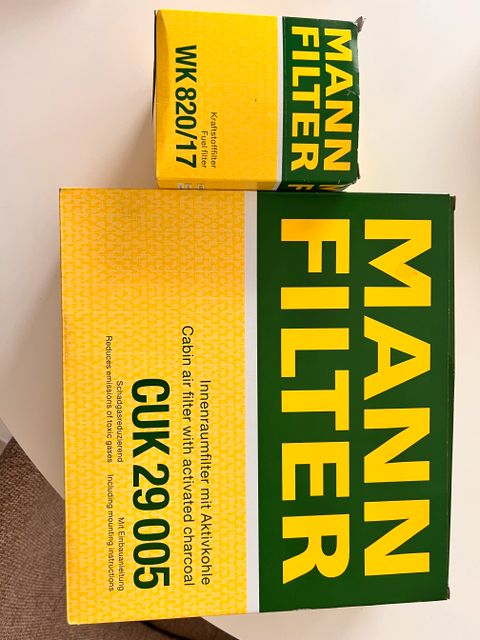 MANN
FILTER
Kraftstofffilter
Fuel filter
WK 820/17
MANN
FILTER
Innenraumfilter mit Aktivkohle
Cabin air filter with activated charcoal
CUK 29 005
Schadgasreduzierend
Reduces emissions of toxic gases
Mit Einbauanleitung
Including mounting instructions